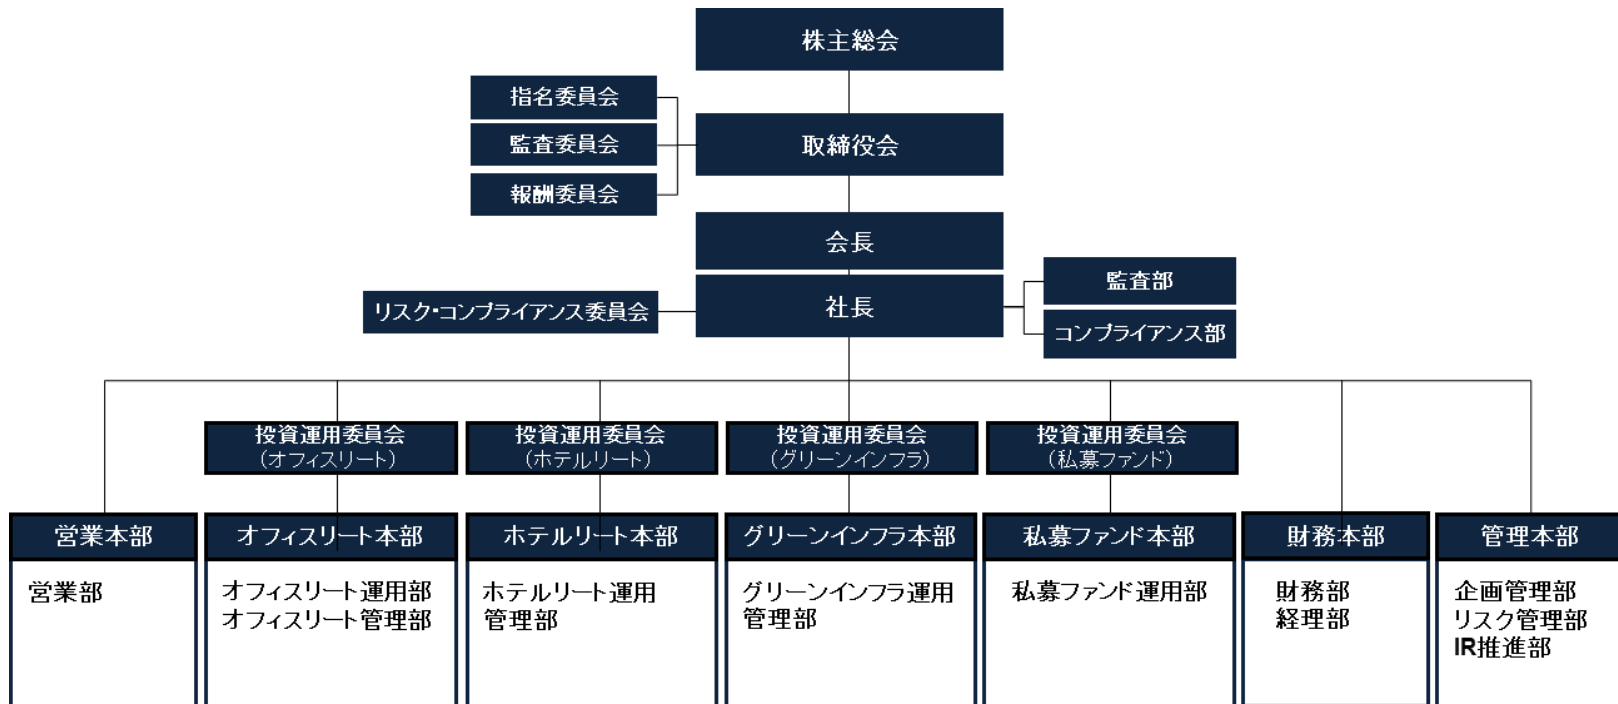 株主総会
指名委員会
監査委員会
報酬委員会
取締役会
会長
社長
リスク・コンプライアンス委員会
監査部
コンプライアンス部
投資運用委員会
（オフィスリート）
投資運用委員会
（ホテルリート）
投資運用委員会
（グリーンインフラ）
投資運用委員会
（私募ファンド）
営業本部
営業部
オフィスリート本部
オフィスリート運用部
オフィスリート管理部
ホテルリート本部
ホテルリート運用
管理部
グリーンインフラ本部
グリーンインフラ運用
管理部
私募ファンド本部
私募ファンド運用部
財務本部
財務部
経理部
管理本部
企画管理部
リスク管理部
IR推進部